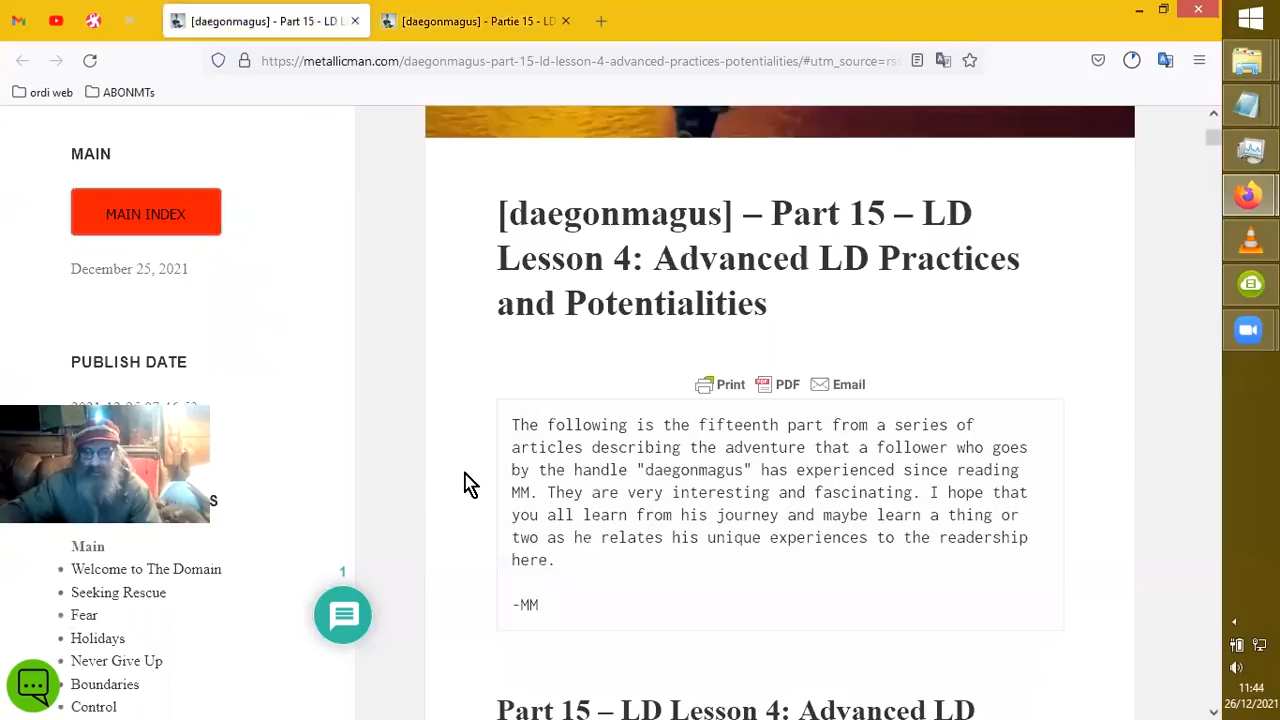 [daegonmagus] - Part 15 - LD L
[daegonmagus] - Partie 15 - LD
https://metallicman.com/daegonmagus-part-15-ld-lesson-4-advanced-practices-potentialities/#utm_source=rss
ordi web
ABONMTs
MAIN
MAIN INDEX
December 25, 2021
PUBLISH DATE
S
Main
Welcome to The Domain
Seeking Rescue
Fear
Holidays
Never Give Up
Boundaries
Control
1
[daegonmagus] – Part 15 – LD
Lesson 4: Advanced LD Practices
and Potentialities
Print PDF Email
The following is the fifteenth part from a series of
articles describing the adventure that a follower who goes
by the handle "daegonmagus" has experienced since reading
MM. They are very interesting and fascinating. I hope that
you all learn from his journey and maybe learn a thing or
two as he relates his unique experiences to the readership
here.
-MM
Part 15 – LD Lesson 4: Advanced LD
11:44
26/12/2021